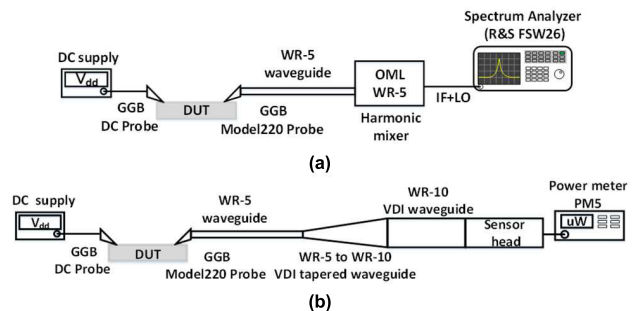 Spectrum Analyzer
(R&S FSW26)
DC supply
Vdd
WR-5
waveguide
OML
WR-5
IF+LO
GGB
DC Probe
DUT
GGB
Model220 Probe
Harmonic
mixer
(a)
DC supply
Vdd
WR-5
waveguide
WR-10
VDI waveguide
Power meter
PM5
uW
Sensor
head
GGB
DC Probe
DUT
GGB
Model220 Probe
WR-5 to WR-10
VDI tapered waveguide
(b)